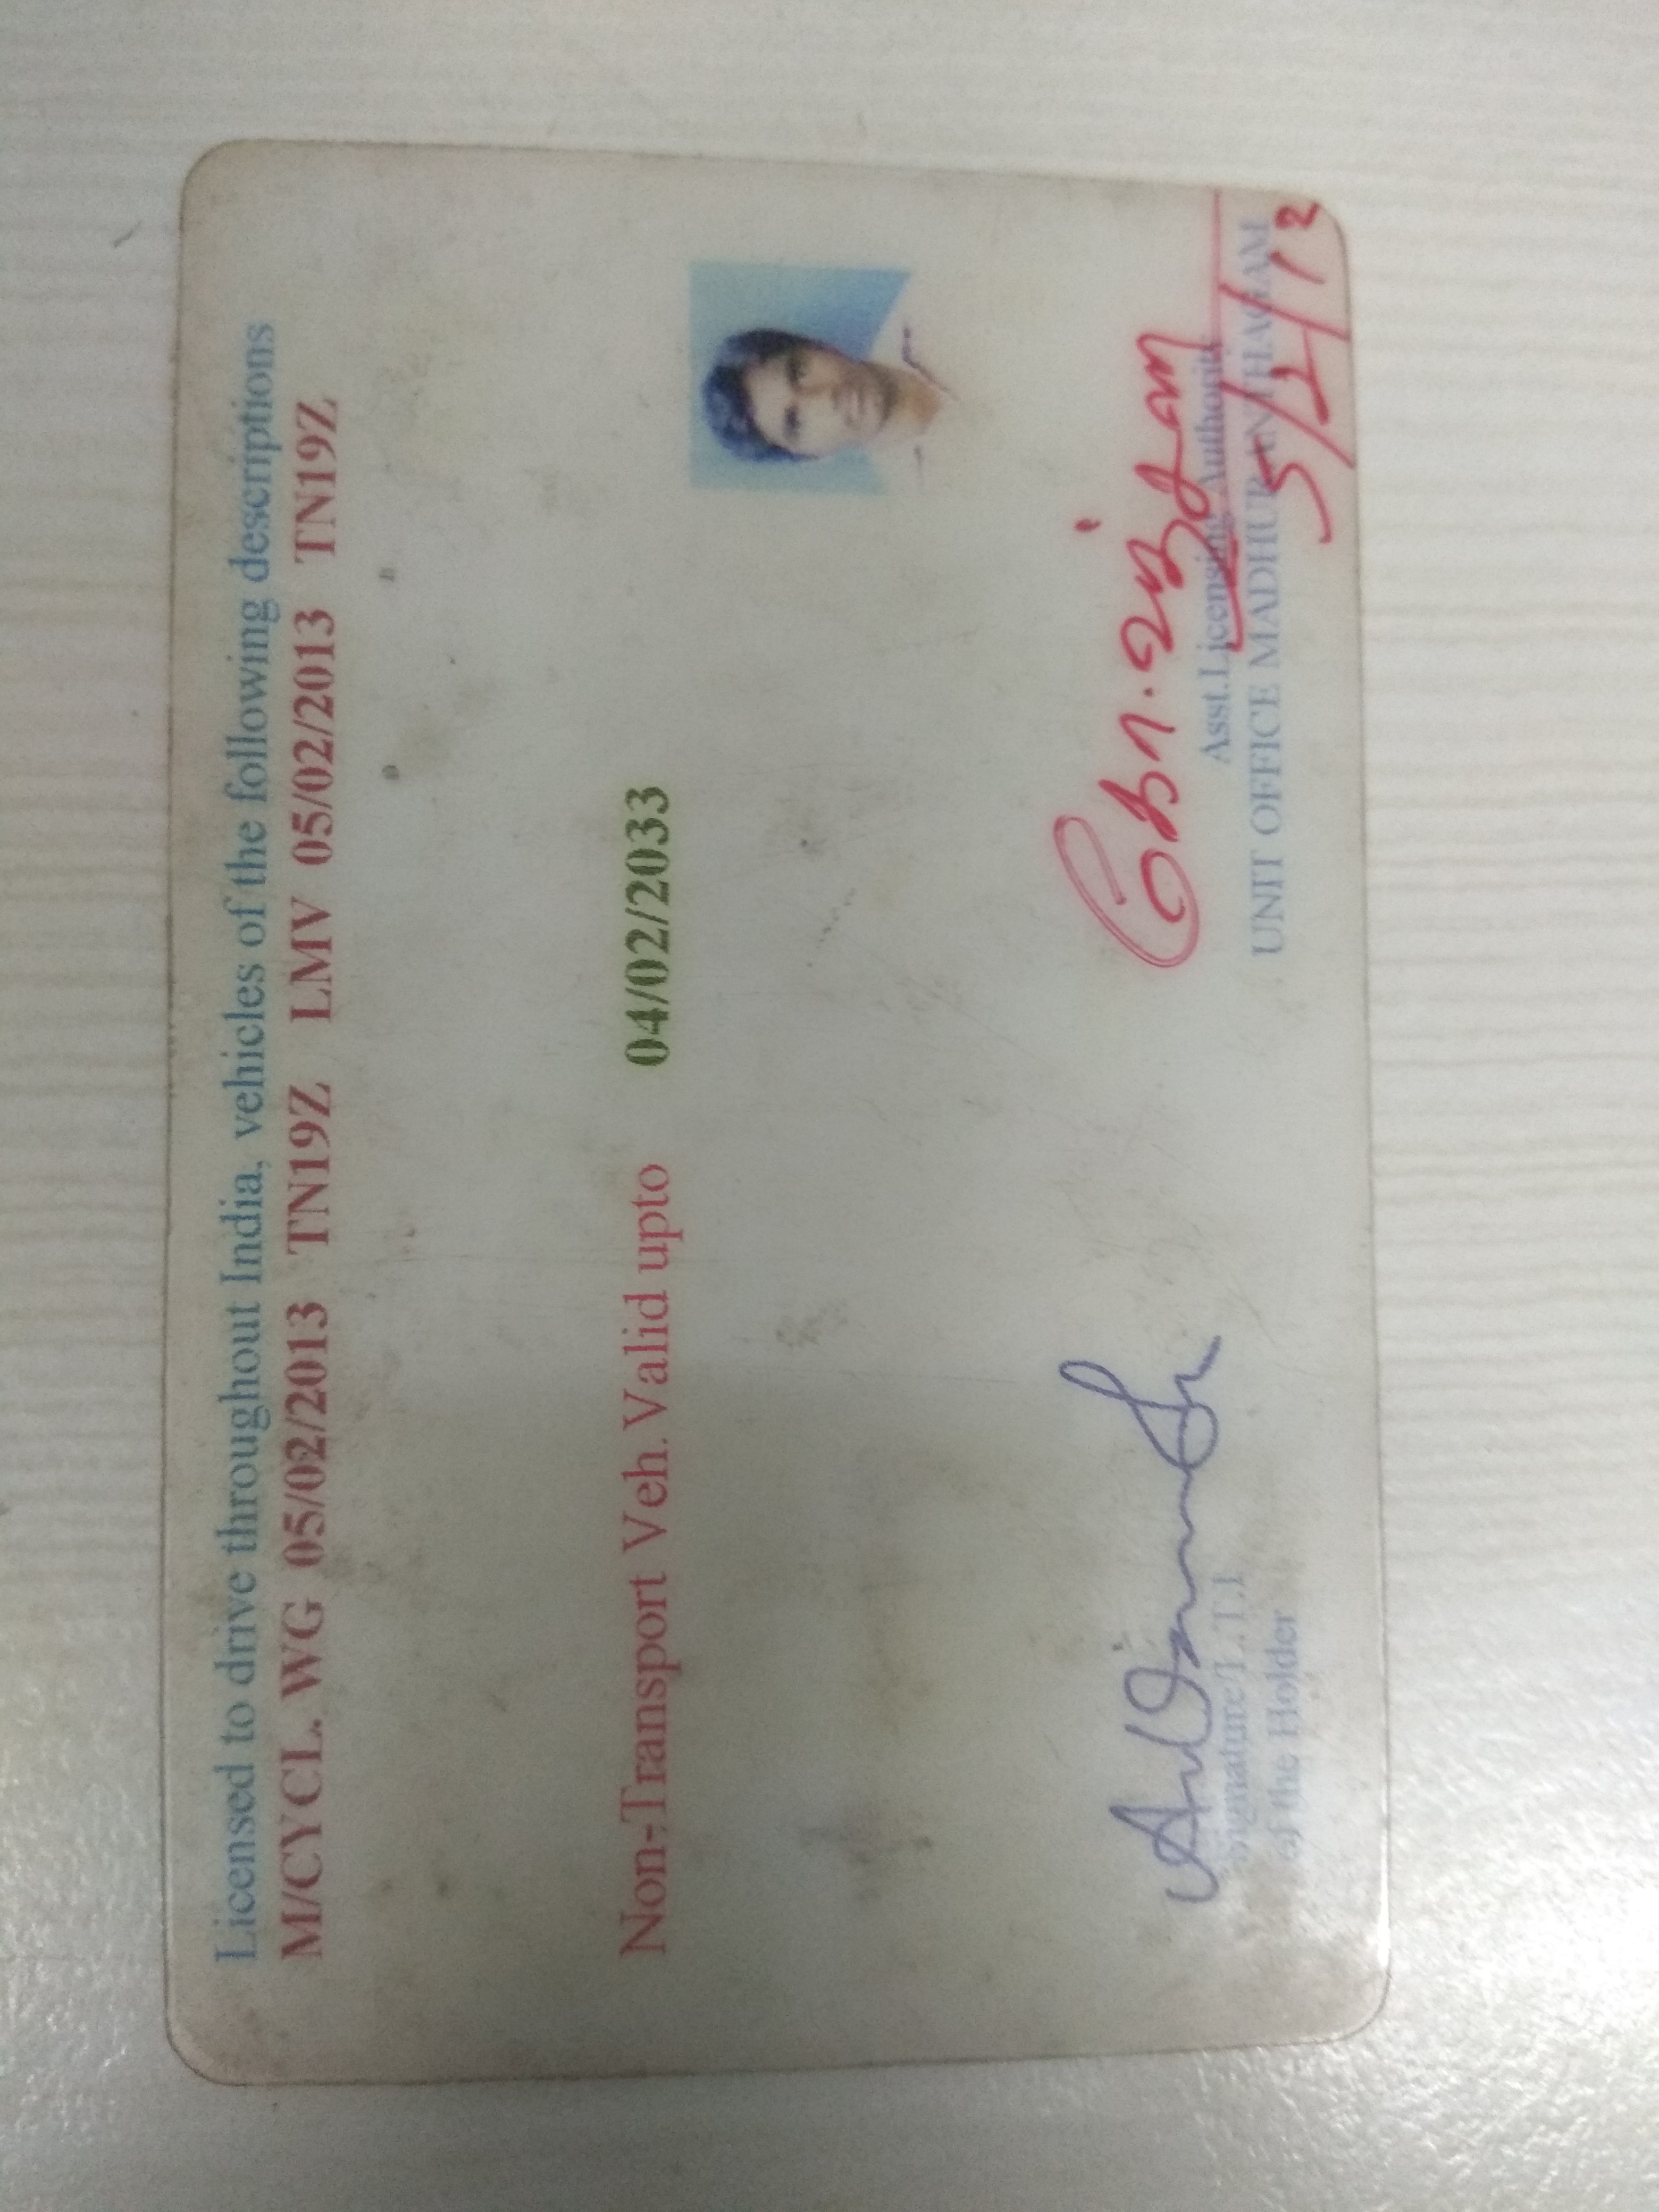 Licensed to drive throughout India, vehicles of the following descriptions
M/CYCL. WG 05/02/2013 TN19Z LMV 05/02/2013 TN19Z
Non-Transport Veh. Valid upto 04/02/2033
Signature/L.T.I
of the Holder
Asst.Licensing Authority
UNIT OFFICE MADHURANTHAGAM